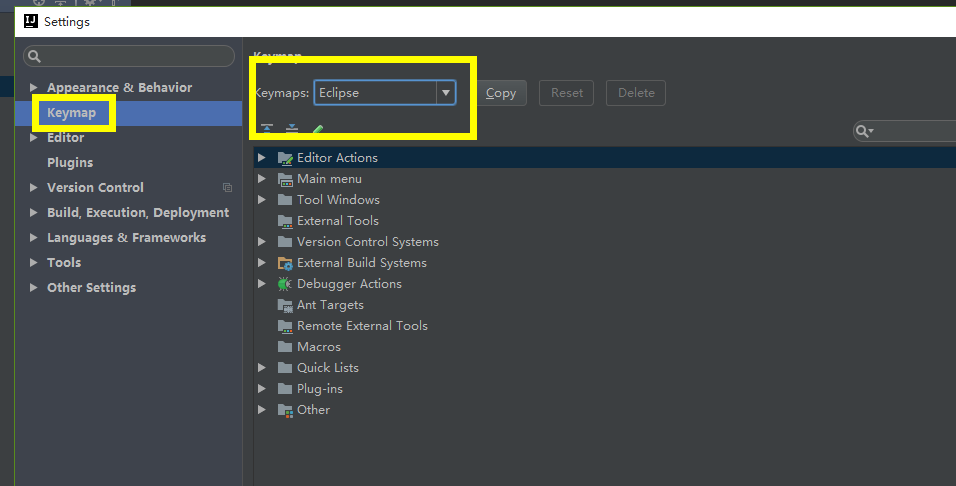 Settings
Appearance & Behavior
Keymap
Editor
Plugins
Version Control
Build, Execution, Deployment
Languages & Frameworks
Tools
Other Settings
Keymap
Keymaps: Eclipse Copy Reset Delete
Editor Actions
Main menu
Tool Windows
External Tools
Version Control Systems
External Build Systems
Debugger Actions
Ant Targets
Remote External Tools
Macros
Quick Lists
Plug-ins
Other